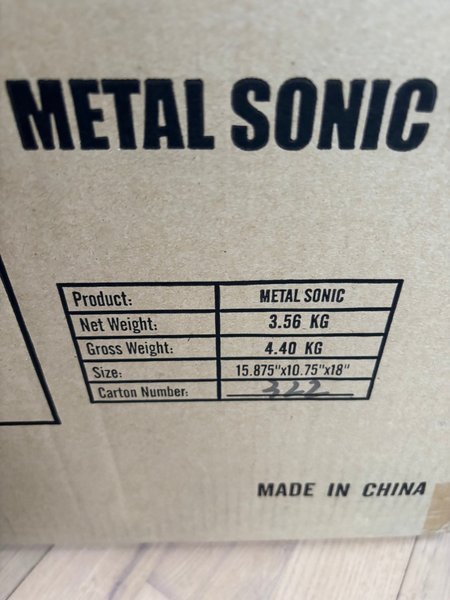 METAL SONIC
Product: METAL SONIC
Net Weight: 3.56 KG
Gross Weight: 4.40 KG
Size: 15.875"x10.75"x18"
Carton Number: 322
MADE IN CHINA